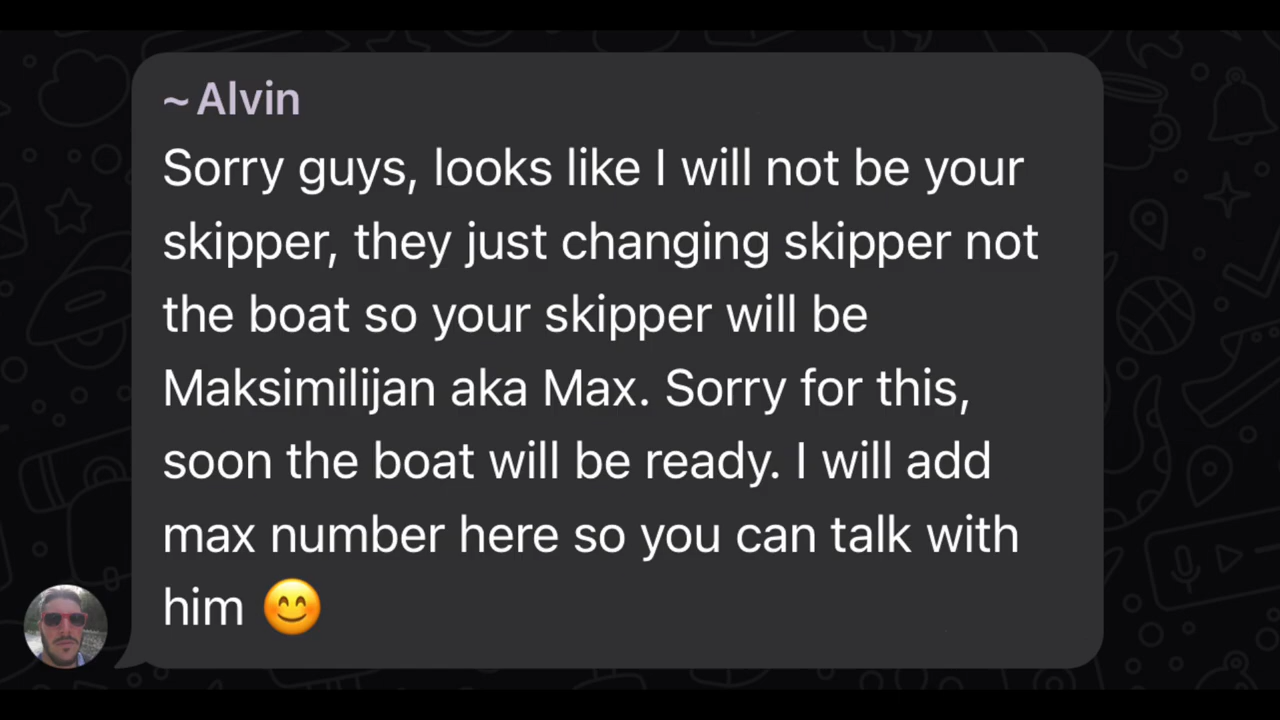 ~ Alvin
Sorry guys, looks like I will not be your
skipper, they just changing skipper not
the boat so your skipper will be
Maksimilijan aka Max. Sorry for this,
soon the boat will be ready. I will add
max number here so you can talk with
him 😊